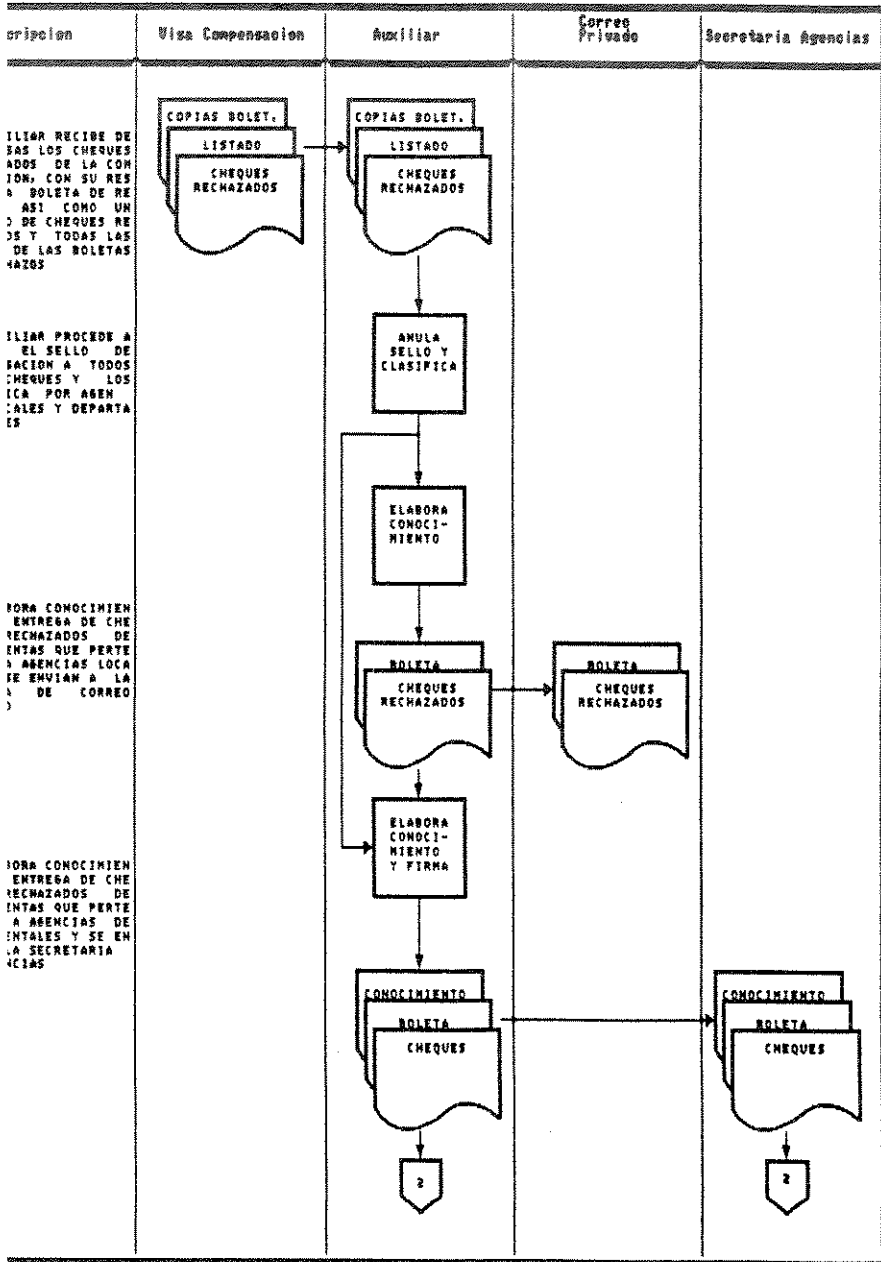 cripcion
Visa Compensacion
Auxiliar
Correo
Privado
Secretaria Agencias
ILIAR RECIBE DE
SAS LOS CHEQUES
ADOS DE LA COM
ION, CON SU RES
A BOLETA DE RE
ASI COMO UN
O DE CHEQUES RE
OS Y TODAS LAS
DE LAS BOLETAS
HAZOS
COPIAS BOLET.
LISTADO
CHEQUES
RECHAZADOS
COPIAS BOLET.
LISTADO
CHEQUES
RECHAZADOS
ILIAR PROCEDE A
EL SELLO DE
SACION A TODOS
CHEQUES Y LOS
ICA POR AGEN
CALES Y DEPARTA
ES
ANULA
SELLO Y
CLASIFICA
ELABORA
CONOCI-
MIENTO
BORA CONOCIMIEN
ENTREGA DE CHE
RECHAZADOS DE
ENTAS QUE PERTE
A AGENCIAS LOCA
SE ENVIAN A LA
A DE CORREO
O
BOLETA
CHEQUES
RECHAZADOS
BOLETA
CHEQUES
RECHAZADOS
ELABORA
CONOCI-
MIENTO
Y FIRMA
BORA CONOCIMIEN
ENTREGA DE CHE
RECHAZADOS DE
ENTAS QUE PERTE
A AGENCIAS DE
ENTALES Y SE EN
LA SECRETARIA
NCIAS
CONOCIMIENTO
BOLETA
CHEQUES
CONOCIMIENTO
BOLETA
CHEQUES
2
2